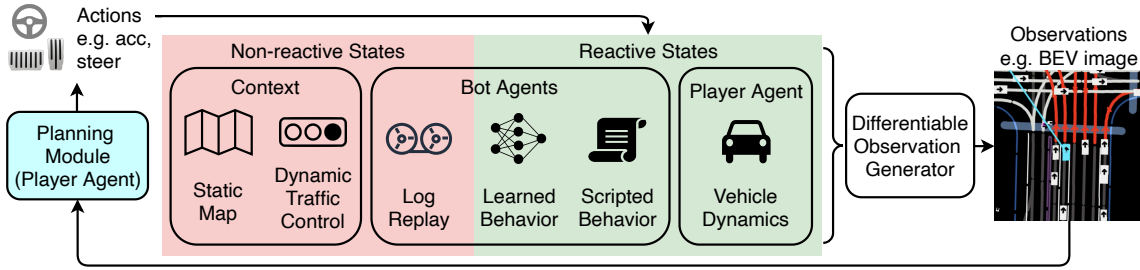 Actions
e.g. acc,
steer
Planning
Module
(Player Agent)
Non-reactive States
Reactive States
Context
Static
Map
Dynamic
Traffic
Control
Bot Agents
Log
Replay
Learned
Behavior
Scripted
Behavior
Player Agent
Vehicle
Dynamics
Differentiable
Observation
Generator
Observations
e.g. BEV image